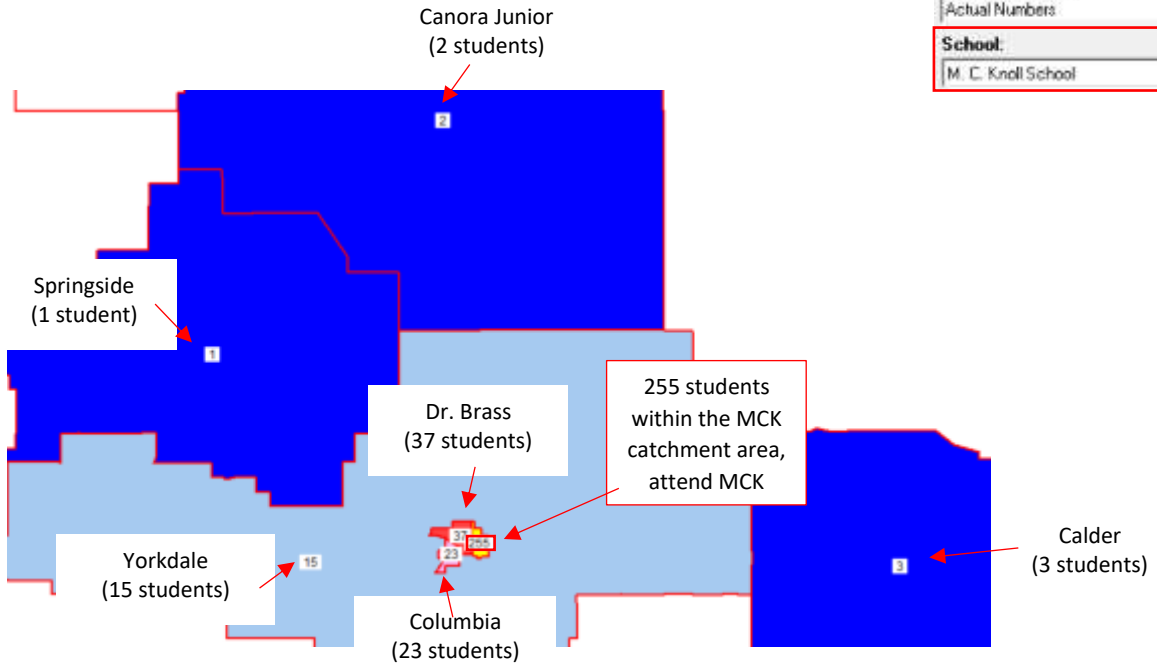 Canora Junior
(2 students)
Actual Numbers
School:
M. C. Knoll School
2
Springside
(1 student)
1
Dr. Brass
(37 students)
255 students
within the MCK
catchment area,
attend MCK
37
255
23
Yorkdale
(15 students)
15
Calder
(3 students)
3
Columbia
(23 students)